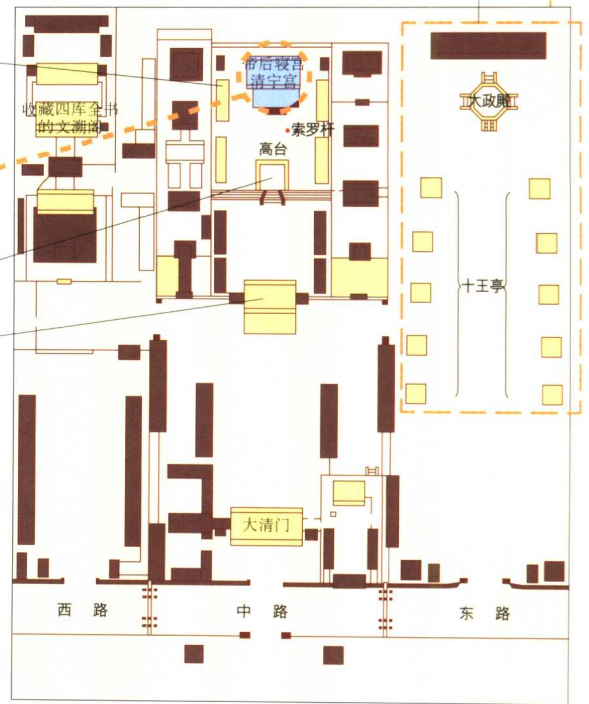 帝后寝宫
清宁宫
收藏四库全书
的文溯阁
大政殿
索罗杆
高台
十王亭
大清门
西路
中路
东路